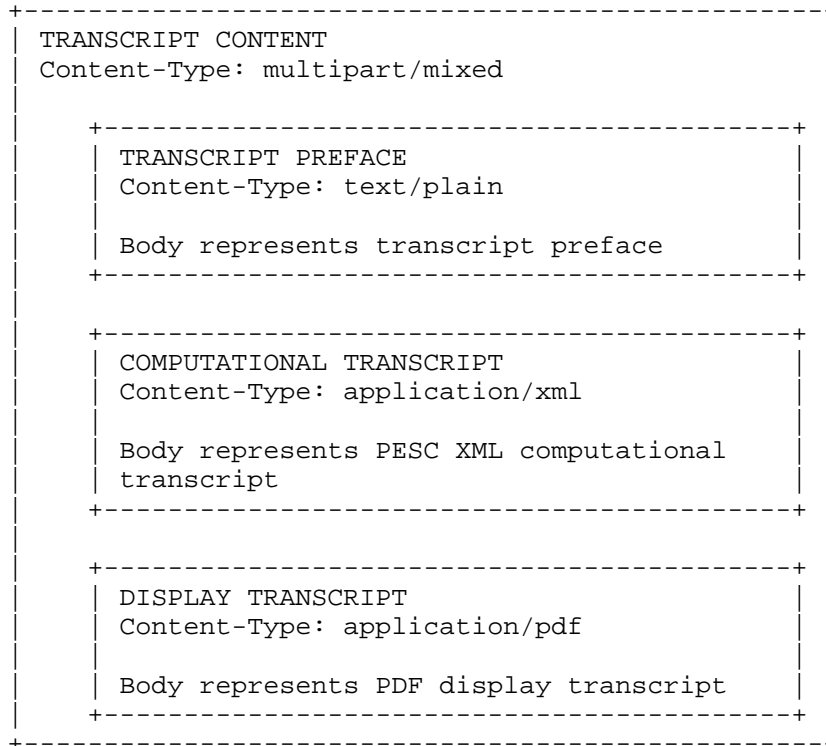 TRANSCRIPT CONTENT
Content-Type: multipart/mixed
TRANSCRIPT PREFACE
Content-Type: text/plain
Body represents transcript preface
COMPUTATIONAL TRANSCRIPT
Content-Type: application/xml
Body represents PESC XML computational
transcript
DISPLAY TRANSCRIPT
Content-Type: application/pdf
Body represents PDF display transcript